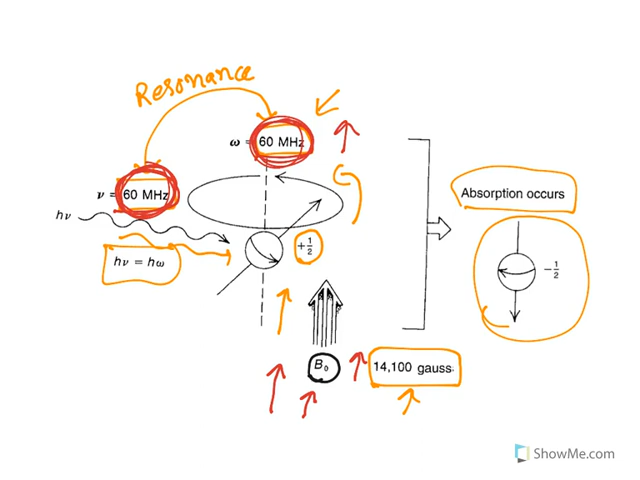 Resonance
ω = 60 MHz
ν = 60 MHz
hν
hν = hω
+1/2
Absorption occurs
-1/2
B₀
14,100 gauss
ShowMe.com